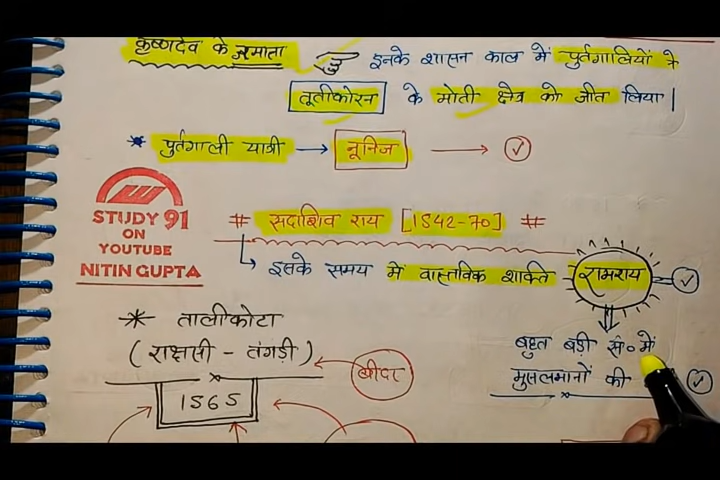 कृष्णदेव के जमाता
इनके शासन काल में पुर्तगालियों ने
तूतीकोरन के मोती क्षेत्र को जीत लिया।
* पुर्तगाली यात्री → नूनिज →
STUDY 91
ON
YOUTUBE
NITIN GUPTA
# सदाशिव राय [1542-70] #
इसके समय में वास्तविक शक्ति रामराय
* तालीकोटा
(राक्षसी - तंगड़ी)
बीदर
1565
बहुत बड़ी सं० में
मुसलमानों की